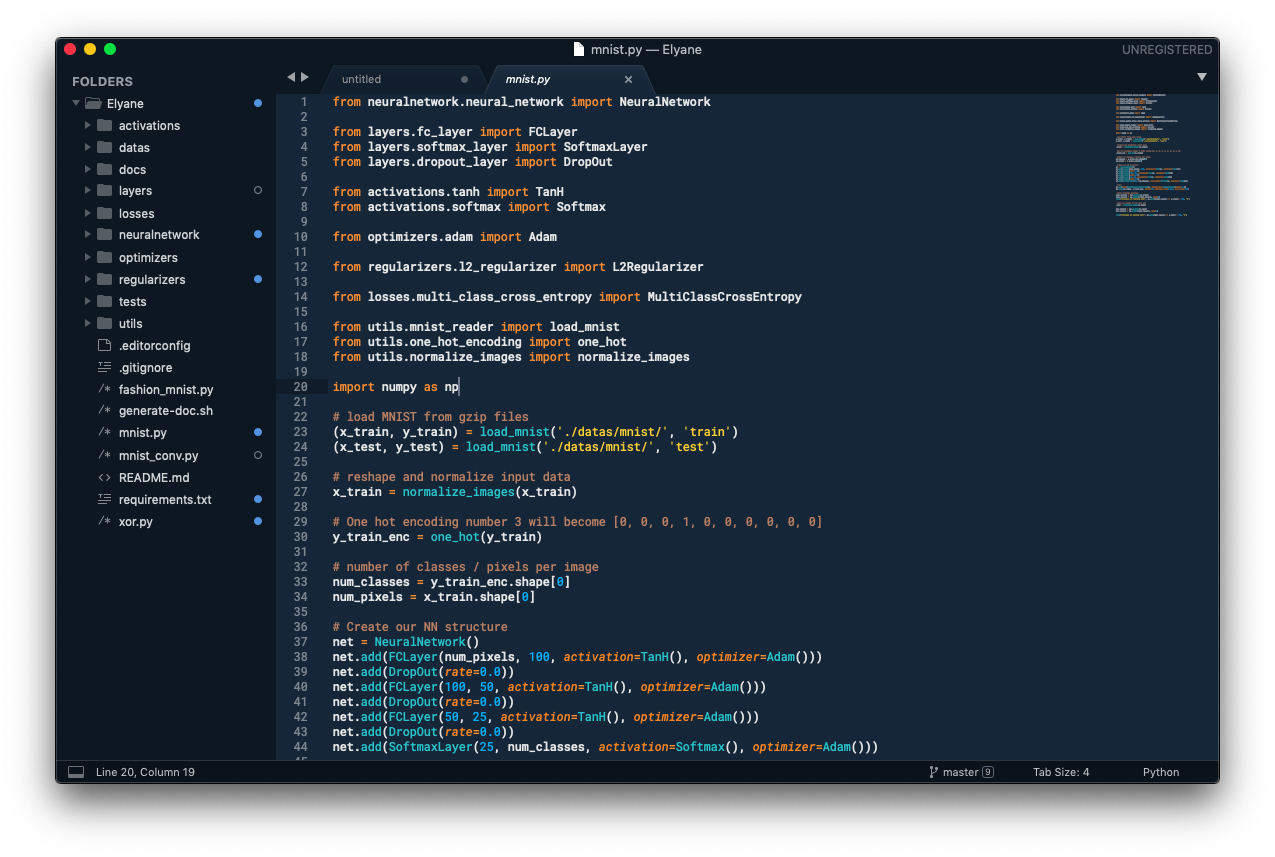 mnist.py — Elyane
UNREGISTERED
FOLDERS
Elyane
activations
datas
docs
layers
losses
neuralnetwork
optimizers
regularizers
tests
utils
.editorconfig
.gitignore
/* fashion_mnist.py
/* generate-doc.sh
/* mnist.py
/* mnist_conv.py
<> README.md
requirements.txt
/* xor.py
untitled
mnist.py ×
1 from neuralnetwork.neural_network import NeuralNetwork
2
3 from layers.fc_layer import FCLayer
4 from layers.softmax_layer import SoftmaxLayer
5 from layers.dropout_layer import DropOut
6
7 from activations.tanh import TanH
8 from activations.softmax import Softmax
9
10 from optimizers.adam import Adam
11
12 from regularizers.l2_regularizer import L2Regularizer
13
14 from losses.multi_class_cross_entropy import MultiClassCrossEntropy
15
16 from utils.mnist_reader import load_mnist
17 from utils.one_hot_encoding import one_hot
18 from utils.normalize_images import normalize_images
19
20 import numpy as np
21
22 # load MNIST from gzip files
23 (x_train, y_train) = load_mnist('./datas/mnist/', 'train')
24 (x_test, y_test) = load_mnist('./datas/mnist/', 'test')
25
26 # reshape and normalize input data
27 x_train = normalize_images(x_train)
28
29 # One hot encoding number 3 will become [0, 0, 0, 1, 0, 0, 0, 0, 0, 0]
30 y_train_enc = one_hot(y_train)
31
32 # number of classes / pixels per image
33 num_classes = y_train_enc.shape[0]
34 num_pixels = x_train.shape[0]
35
36 # Create our NN structure
37 net = NeuralNetwork()
38 net.add(FCLayer(num_pixels, 100, activation=TanH(), optimizer=Adam()))
39 net.add(DropOut(rate=0.0))
40 net.add(FCLayer(100, 50, activation=TanH(), optimizer=Adam()))
41 net.add(DropOut(rate=0.0))
42 net.add(FCLayer(50, 25, activation=TanH(), optimizer=Adam()))
43 net.add(DropOut(rate=0.0))
44 net.add(SoftmaxLayer(25, num_classes, activation=Softmax(), optimizer=Adam()))
Line 20, Column 19
master 9
Tab Size: 4
Python